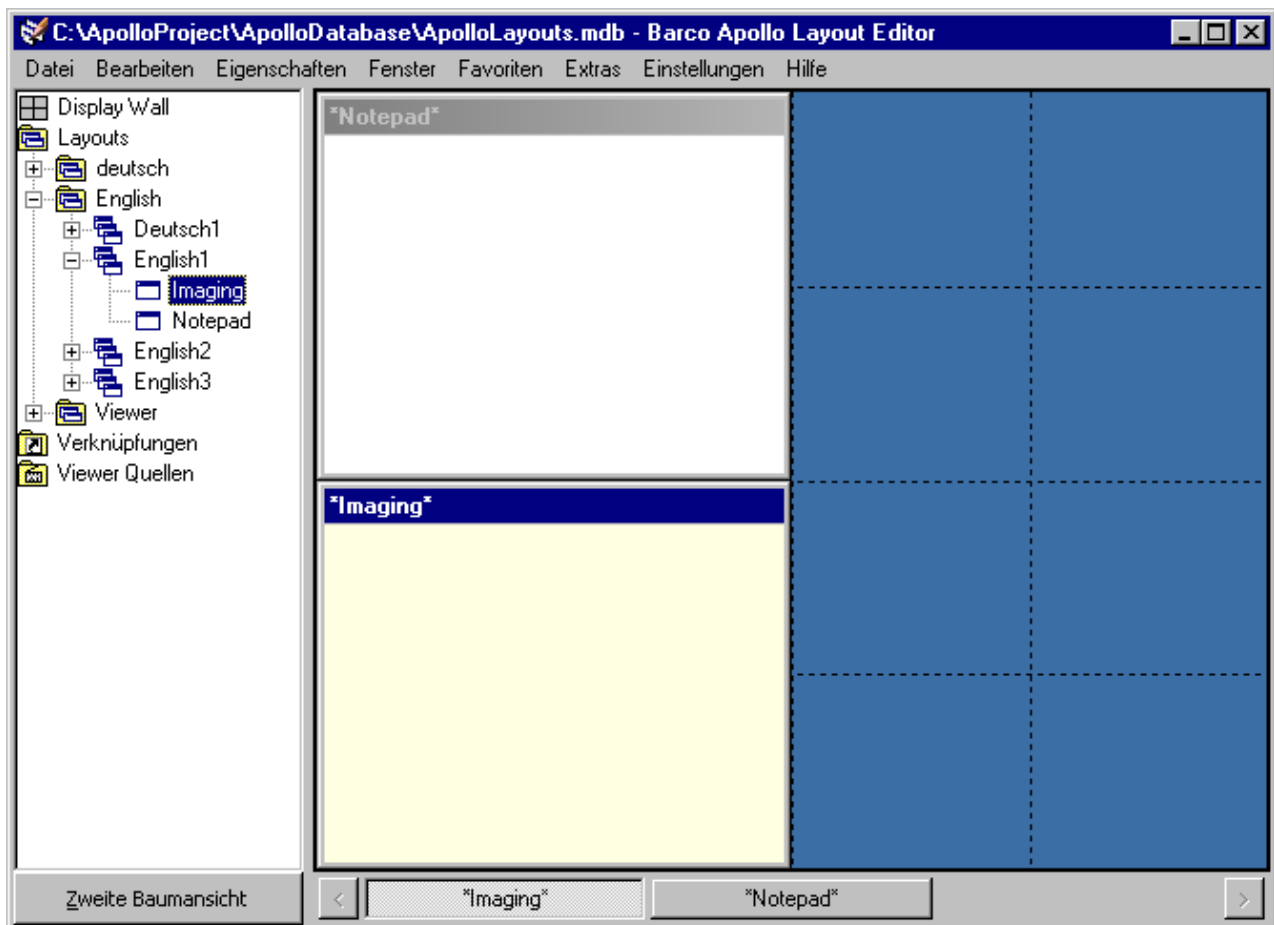 C:\ApolloProject\ApolloDatabase\ApolloLayouts.mdb - Barco Apollo Layout Editor
Datei Bearbeiten Eigenschaften Fenster Favoriten Extras Einstellungen Hilfe
Display Wall
Layouts
deutsch
English
Deutsch1
English1
Imaging
Notepad
English2
English3
Viewer
Verknüpfungen
Viewer Quellen
*Notepad*
*Imaging*
Zweite Baumansicht
< *Imaging* *Notepad* >